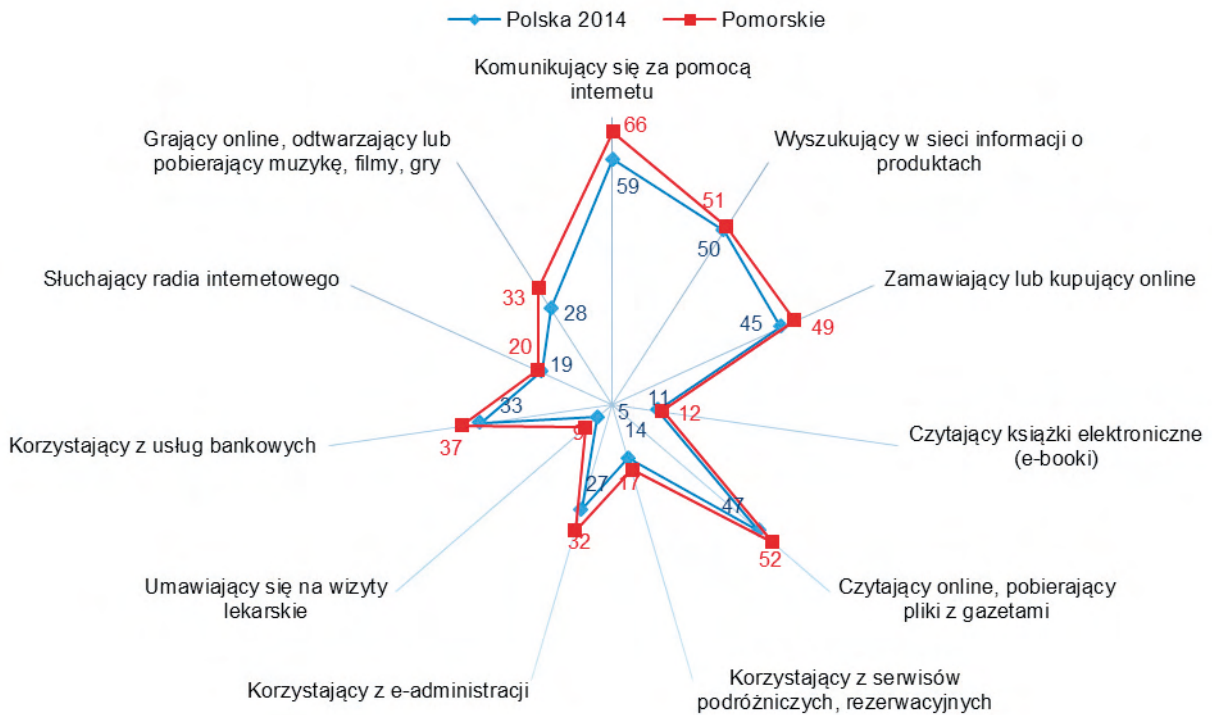 Polska 2014
Pomorskie
Komunikujący się za pomocą
internetu
66
59
Wyszukujący w sieci informacji o
produktach
51
50
Zamawiający lub kupujący online
45
49
Czytający książki elektroniczne
(e-booki)
11
12
Czytający online, pobierający
pliki z gazetami
47
52
Korzystający z serwisów
podróżniczych, rezerwacyjnych
14
17
Korzystający z e-administracji
27
32
Umawiający się na wizyty
lekarskie
5
9
Korzystający z usług bankowych
33
37
Słuchający radia internetowego
20
19
Grający online, odtwarzający lub
pobierający muzykę, filmy, gry
33
28